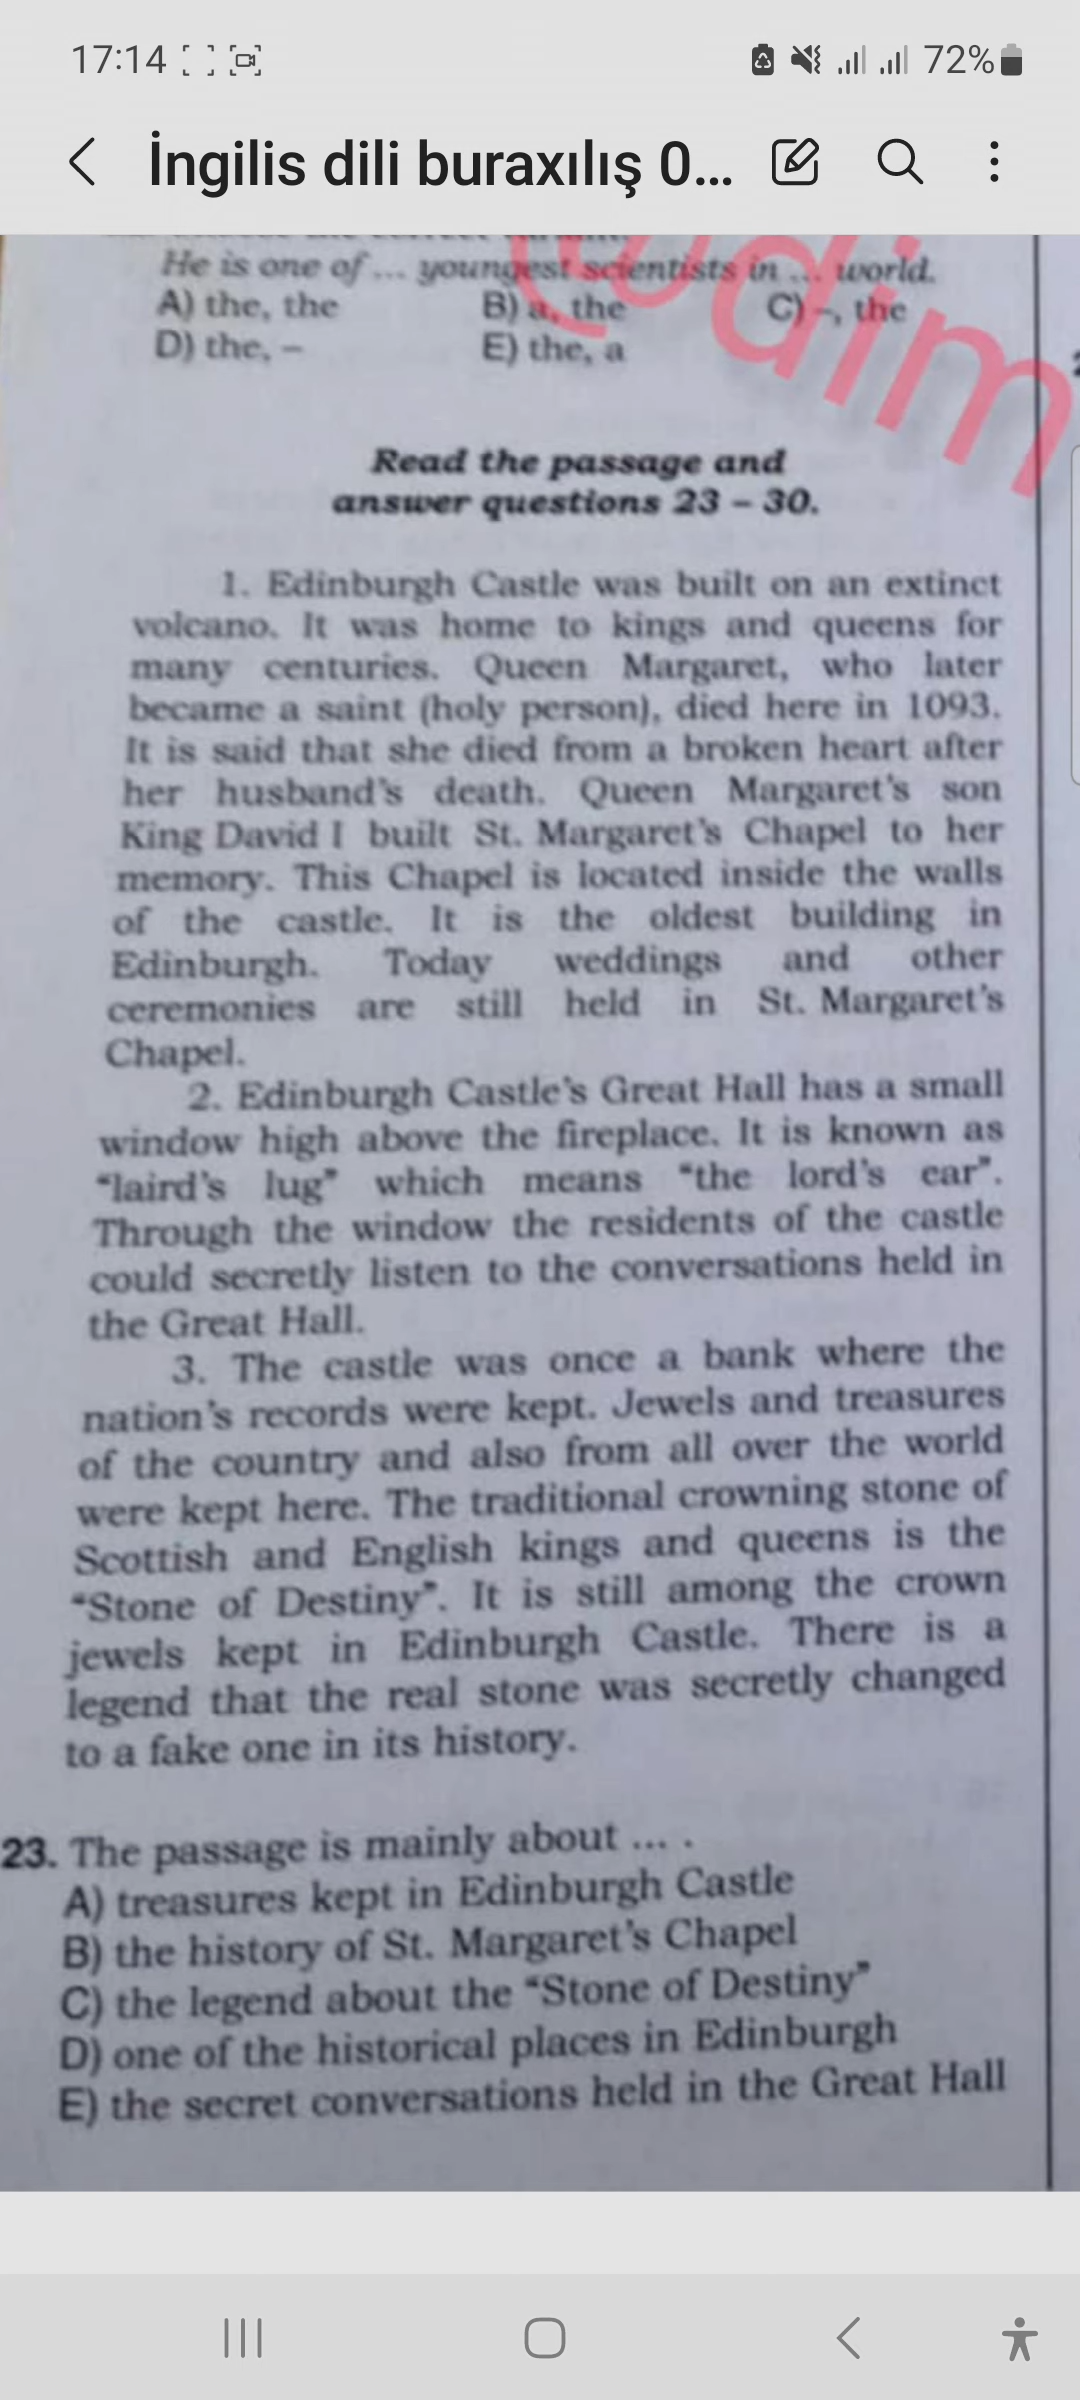 17:14
72%
İngilis dili buraxılış 0...
He is one of ... youngest scientists in ... world.
A) the, the B) a, the C) –, the
D) the, – E) the, a
@dim
Read the passage and
answer questions 23 – 30.
1. Edinburgh Castle was built on an extinct
volcano. It was home to kings and queens for
many centuries. Queen Margaret, who later
became a saint (holy person), died here in 1093.
It is said that she died from a broken heart after
her husband's death. Queen Margaret's son
King David I built St. Margaret's Chapel to her
memory. This Chapel is located inside the walls
of the castle. It is the oldest building in
Edinburgh. Today weddings and other
ceremonies are still held in St. Margaret's
Chapel.
2. Edinburgh Castle's Great Hall has a small
window high above the fireplace. It is known as
“laird's lug” which means “the lord's ear”.
Through the window the residents of the castle
could secretly listen to the conversations held in
the Great Hall.
3. The castle was once a bank where the
nation's records were kept. Jewels and treasures
of the country and also from all over the world
were kept here. The traditional crowning stone of
Scottish and English kings and queens is the
“Stone of Destiny”. It is still among the crown
jewels kept in Edinburgh Castle. There is a
legend that the real stone was secretly changed
to a fake one in its history.
23. The passage is mainly about ... .
A) treasures kept in Edinburgh Castle
B) the history of St. Margaret's Chapel
C) the legend about the “Stone of Destiny”
D) one of the historical places in Edinburgh
E) the secret conversations held in the Great Hall